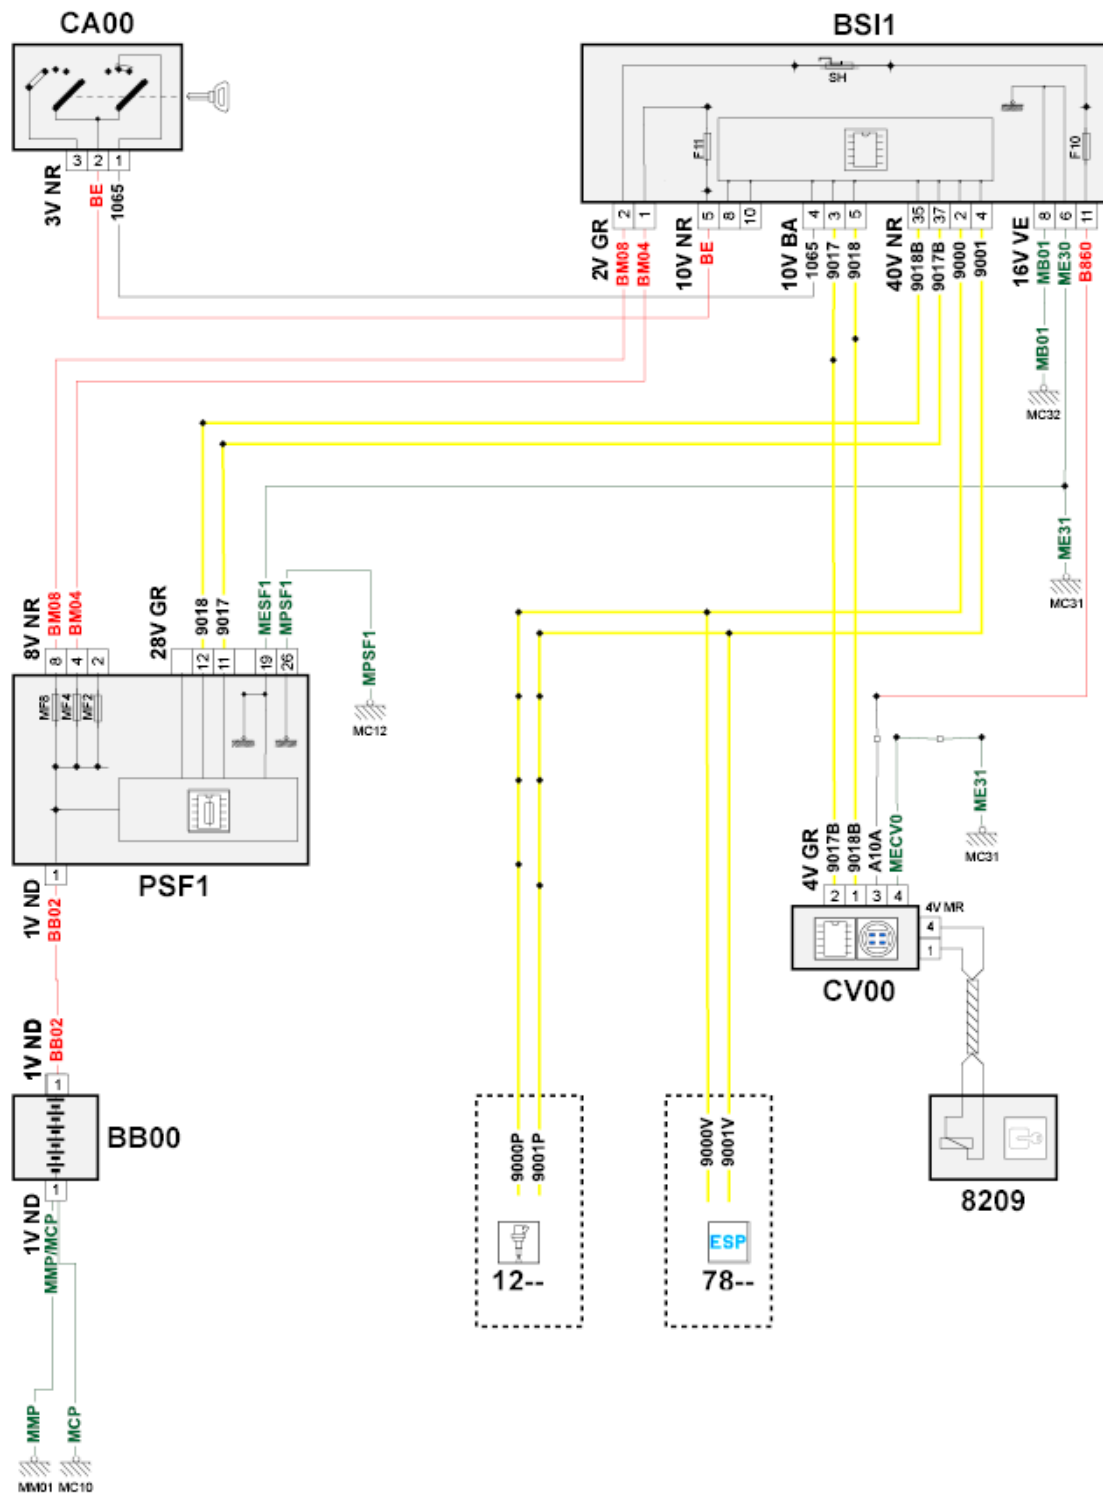 CA00
BSI1
SH
F11
F10
3 2 1
3V NR
BE
1065
2 1
5 8 10
4 3 5
35 37 2 4
8 6 11
2V GR
BM08
BM04
10V NR
BE
10V BA
1065
9017
9018
40V NR
9018B
9017B
9000
9001
16V VE
MB01
ME30
B860
MB01
MC32
ME31
MC31
8V NR
BM08
BM04
28V GR
9018
9017
MESF1
MPSF1
MPSF1
MC12
8 4 2
12 11 19 26
MF8
MF4
MF2
PSF1
1
1V ND
BB02
1V ND
BB02
1
BB00
1
1V ND
MMP/MCP
MMP
MCP
MM01 MC10
4V GR
9017B
9018B
A10A
MECV0
ME31
MC31
2 1 3 4
4V MR
4
1
CV00
8209
9000P
9001P
12--
9000V
9001V
ESP
78--